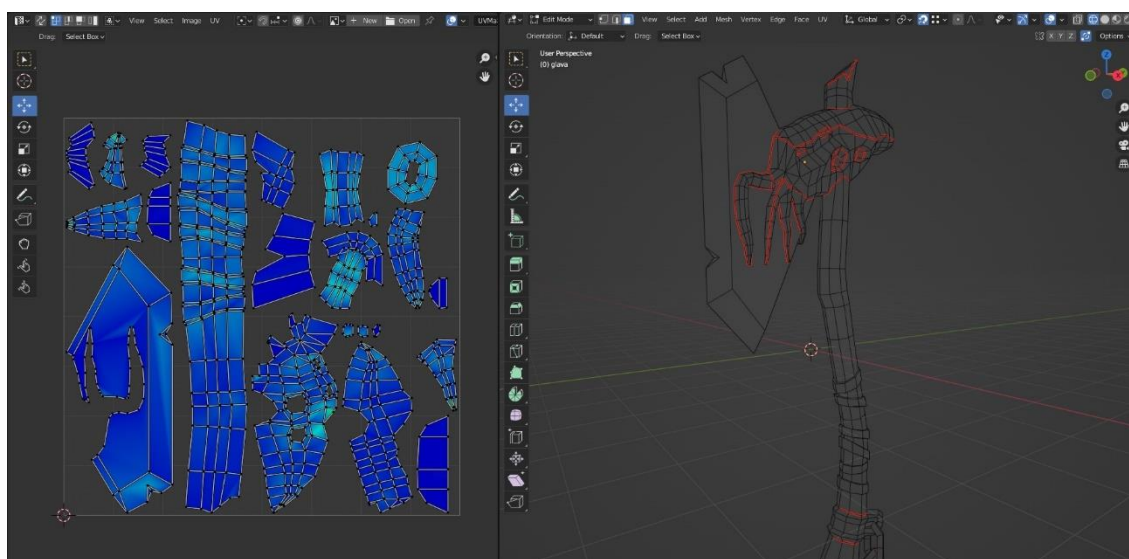 View Select Image UV
New
Open
UVMa
Drag: Select Box
Edit Mode
View Select Add Mesh Vertex Edge Face UV
Global
Orientation: Default
Drag: Select Box
X Y Z
Options
User Perspective
(0) glava
Z
X